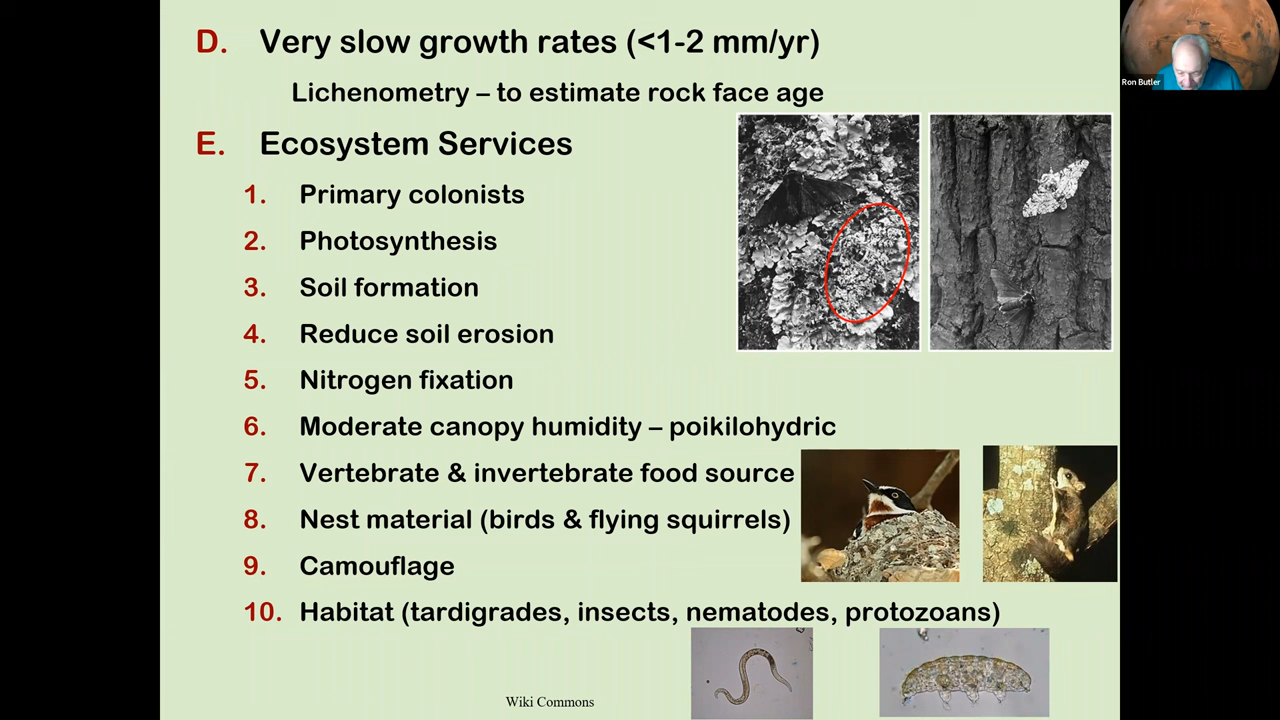 D. Very slow growth rates (<1-2 mm/yr)
Lichenometry – to estimate rock face age
E. Ecosystem Services
1. Primary colonists
2. Photosynthesis
3. Soil formation
4. Reduce soil erosion
5. Nitrogen fixation
6. Moderate canopy humidity – poikilohydric
7. Vertebrate & invertebrate food source
8. Nest material (birds & flying squirrels)
9. Camouflage
10. Habitat (tardigrades, insects, nematodes, protozoans)
Wiki Commons
Ron Butler